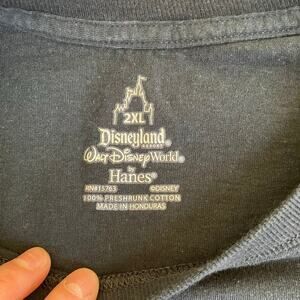 2XL
Disneyland
RESORT
Walt Disney World®
by
Hanes®
RN#15763 ©DISNEY
100% PRESHRUNK COTTON
MADE IN HONDURAS